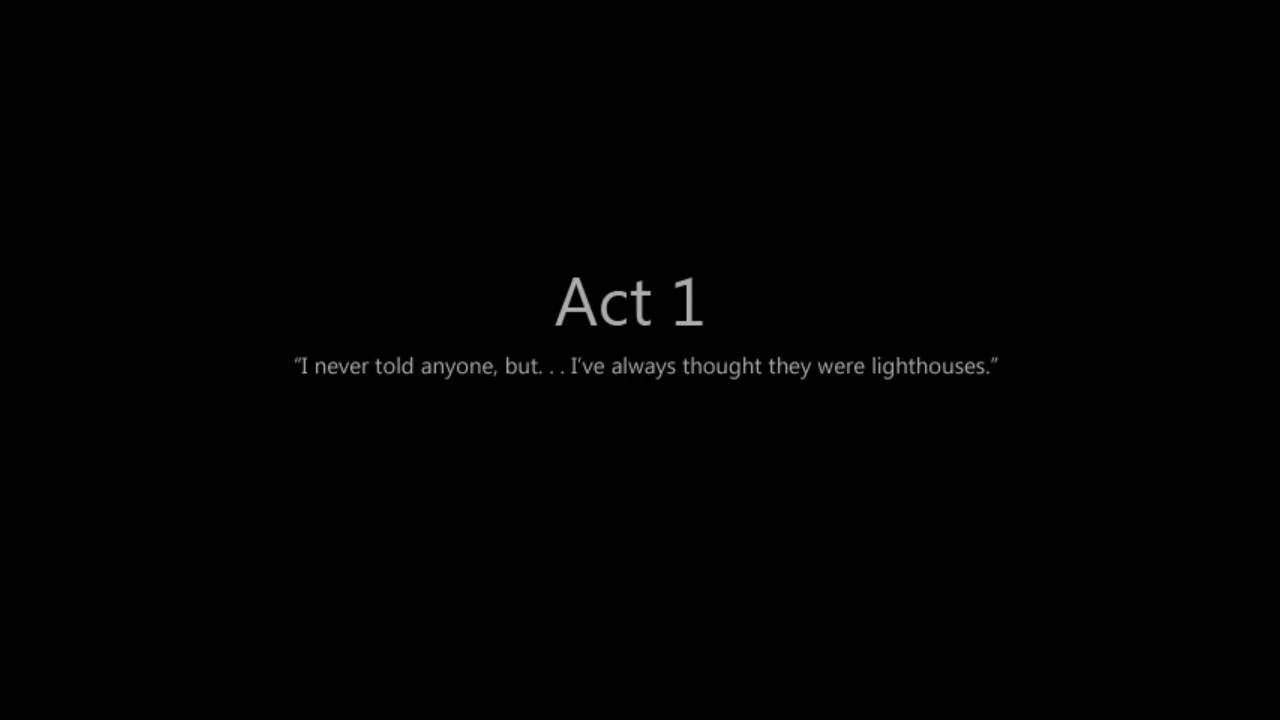 Act 1
“I never told anyone, but. . . I’ve always thought they were lighthouses.”